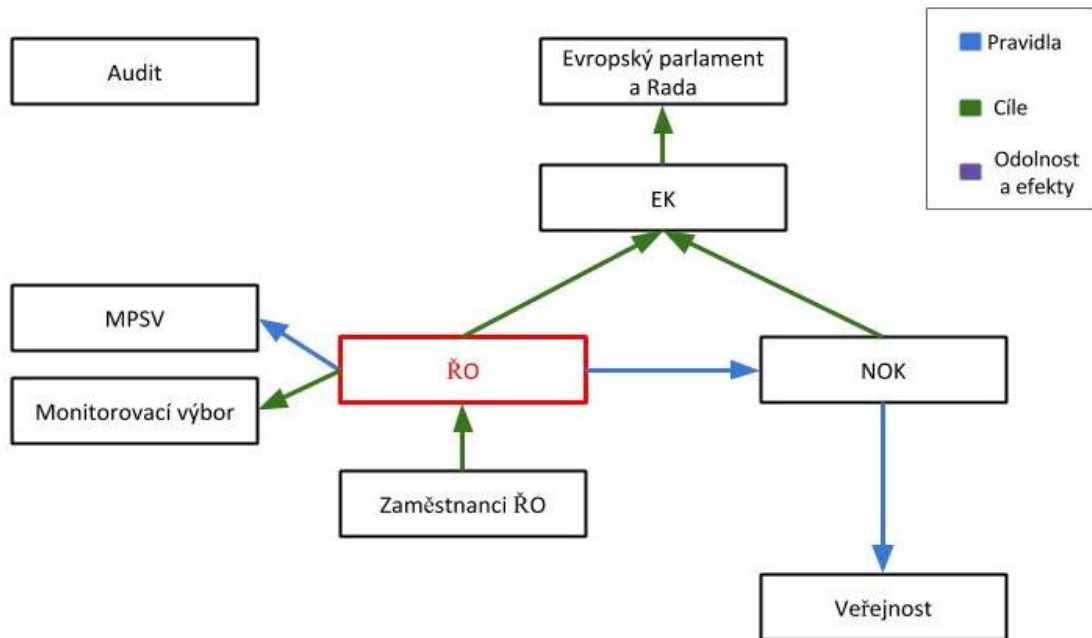 Audit
Evropský parlament
a Rada
Pravidla
Cíle
Odolnost
a efekty
EK
MPSV
Monitorovací výbor
ŘO
NOK
Zaměstnanci ŘO
Veřejnost